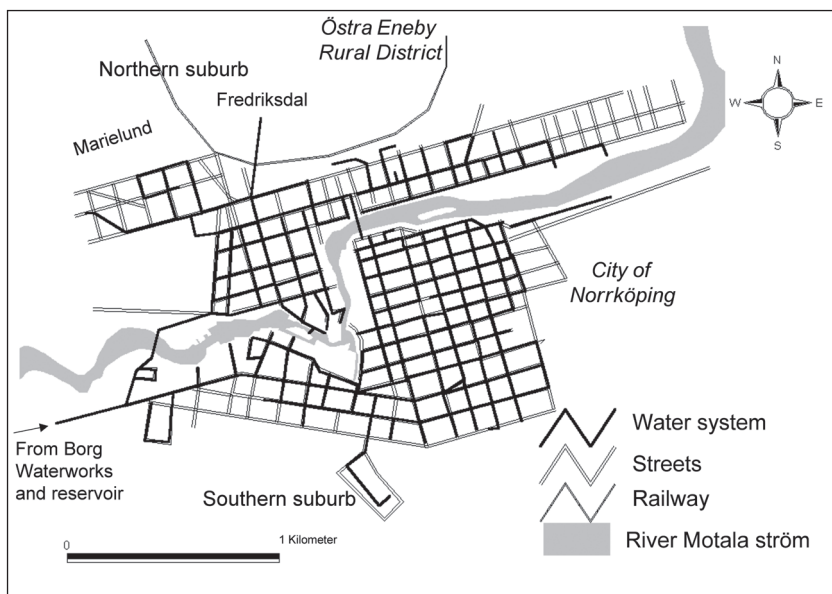 Östra Eneby
Rural District
Northern suburb
Fredriksdal
Marielund
N
W
E
S
City of
Norrköping
From Borg
Waterworks
and reservoir
Southern suburb
0
1 Kilometer
Water system
Streets
Railway
River Motala ström